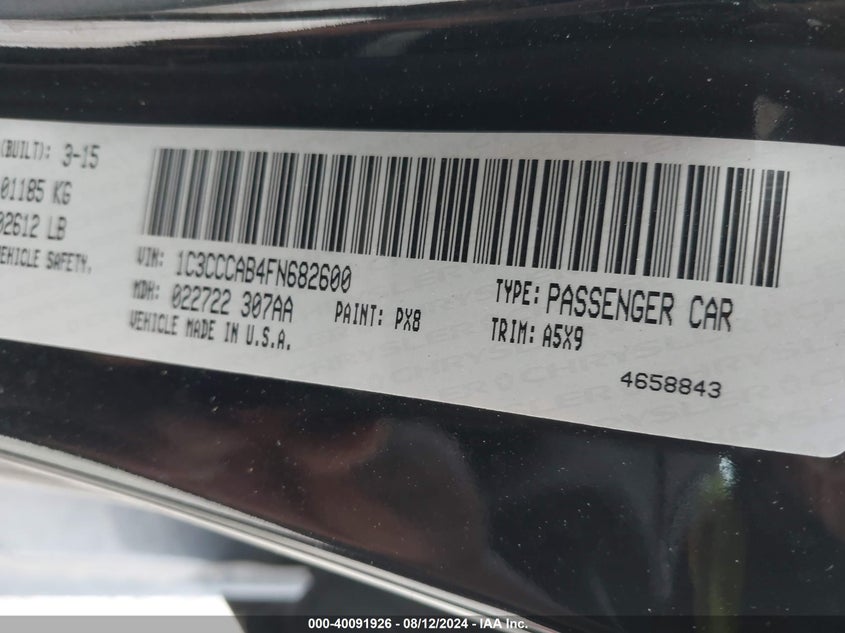 (BUILT): 3-15
01185 KG
02612 LB
VEHICLE SAFETY.
VIN: 1C3CCCAB4FN682600
MDH: 022722 307AA
PAINT: PX8
TYPE: PASSENGER CAR
VEHICLE MADE IN U.S.A.
TRIM: A5X9
4658843
000-40091926 - 08/12/2024 - IAA Inc.